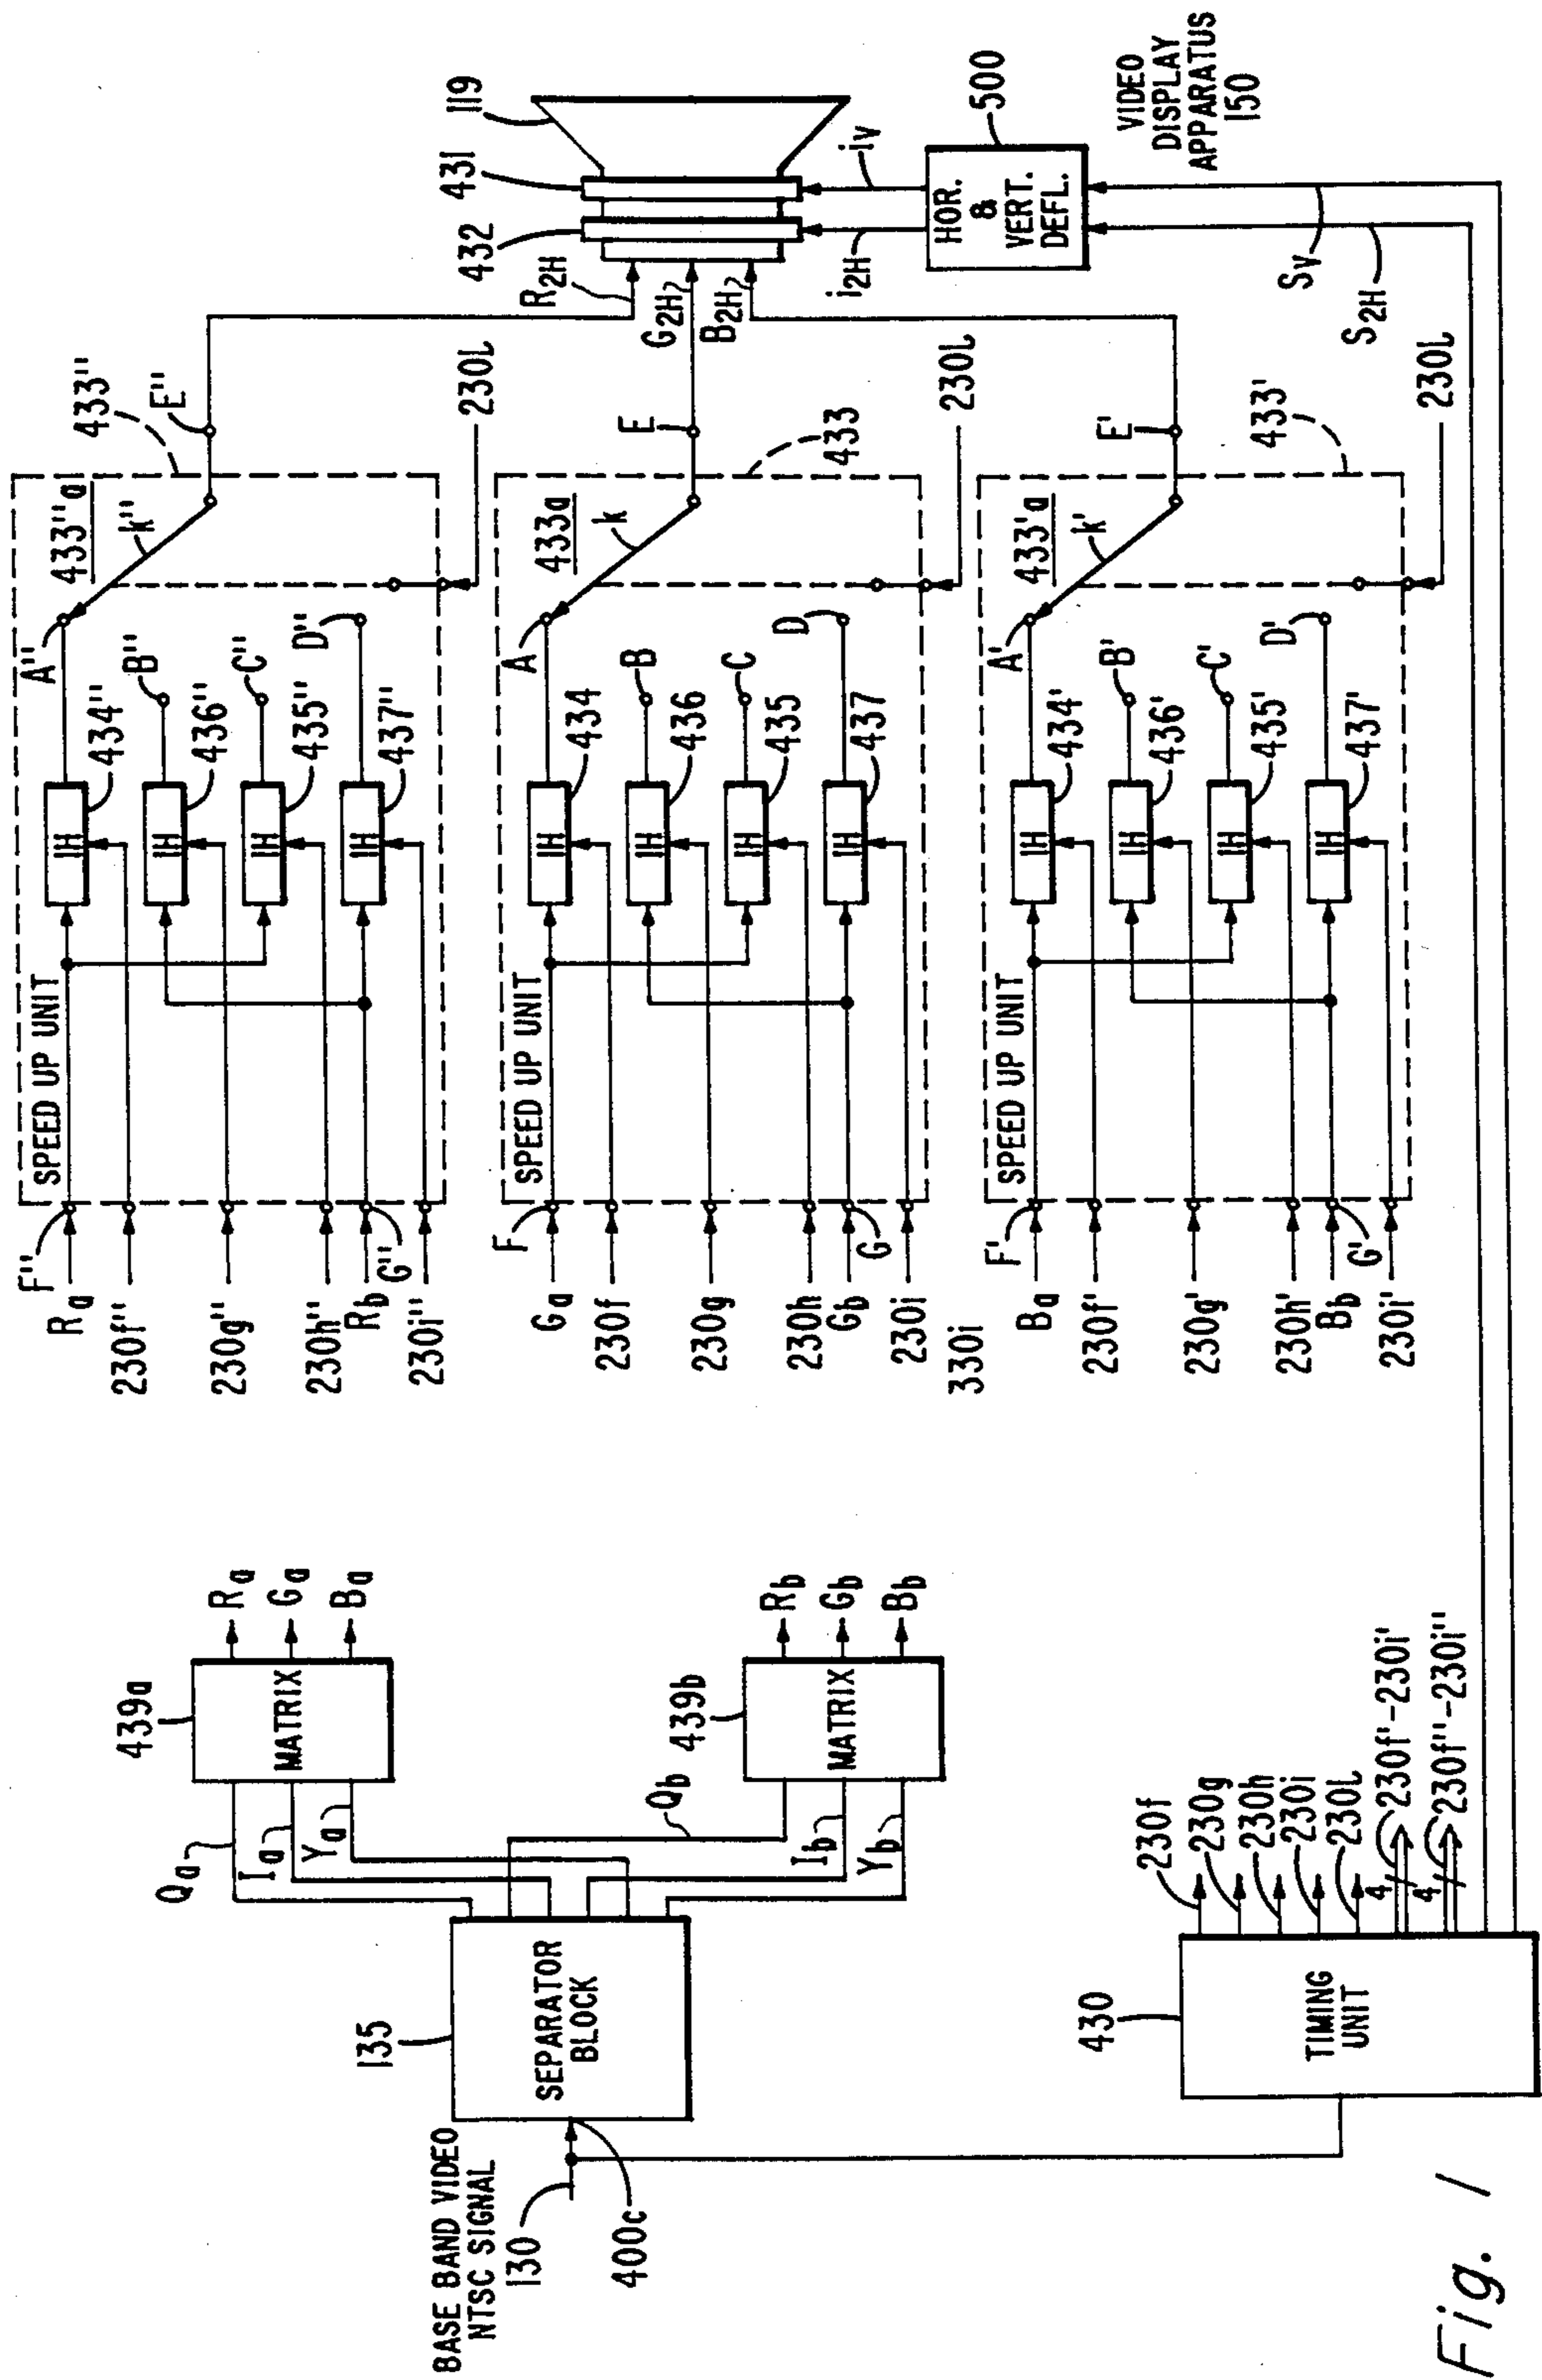 BASE BAND VIDEO
NTSC SIGNAL
130
400c
135
SEPARATOR
BLOCK
Qa
Ia
Ya
Qb
Ib
Yb
439a
MATRIX
Ra
Ga
Ba
439b
MATRIX
Rb
Gb
Bb
430
TIMING
UNIT
230f
230g
230h
230i
230L
4
230f'-230i'
4
230f''-230i''
F''
Ra
230f''
230g''
230h''
Rb
G''
230i''
SPEED UP UNIT
1H
434''
1H
436''
1H
435''
1H
437''
A''
B''
C''
D''
433''a
k''
433''
E''
230L
F
Ga
230f
230g
230h
Gb
G
230i
330i
SPEED UP UNIT
1H
434
1H
436
1H
435
1H
437
A
B
C
D
433a
k
433
E
230L
F'
Ba
230f'
230g'
230h'
Bb
G'
230i'
SPEED UP UNIT
1H
434'
1H
436'
1H
435'
1H
437'
A'
B'
C'
D'
433'a
k'
433'
E'
230L
R2H
G2H
B2H
432
431
119
i2H
iV
HOR.
&
VERT.
DEFL.
500
SV
S2H
VIDEO
DISPLAY
APPARATUS
150
Fig. 1